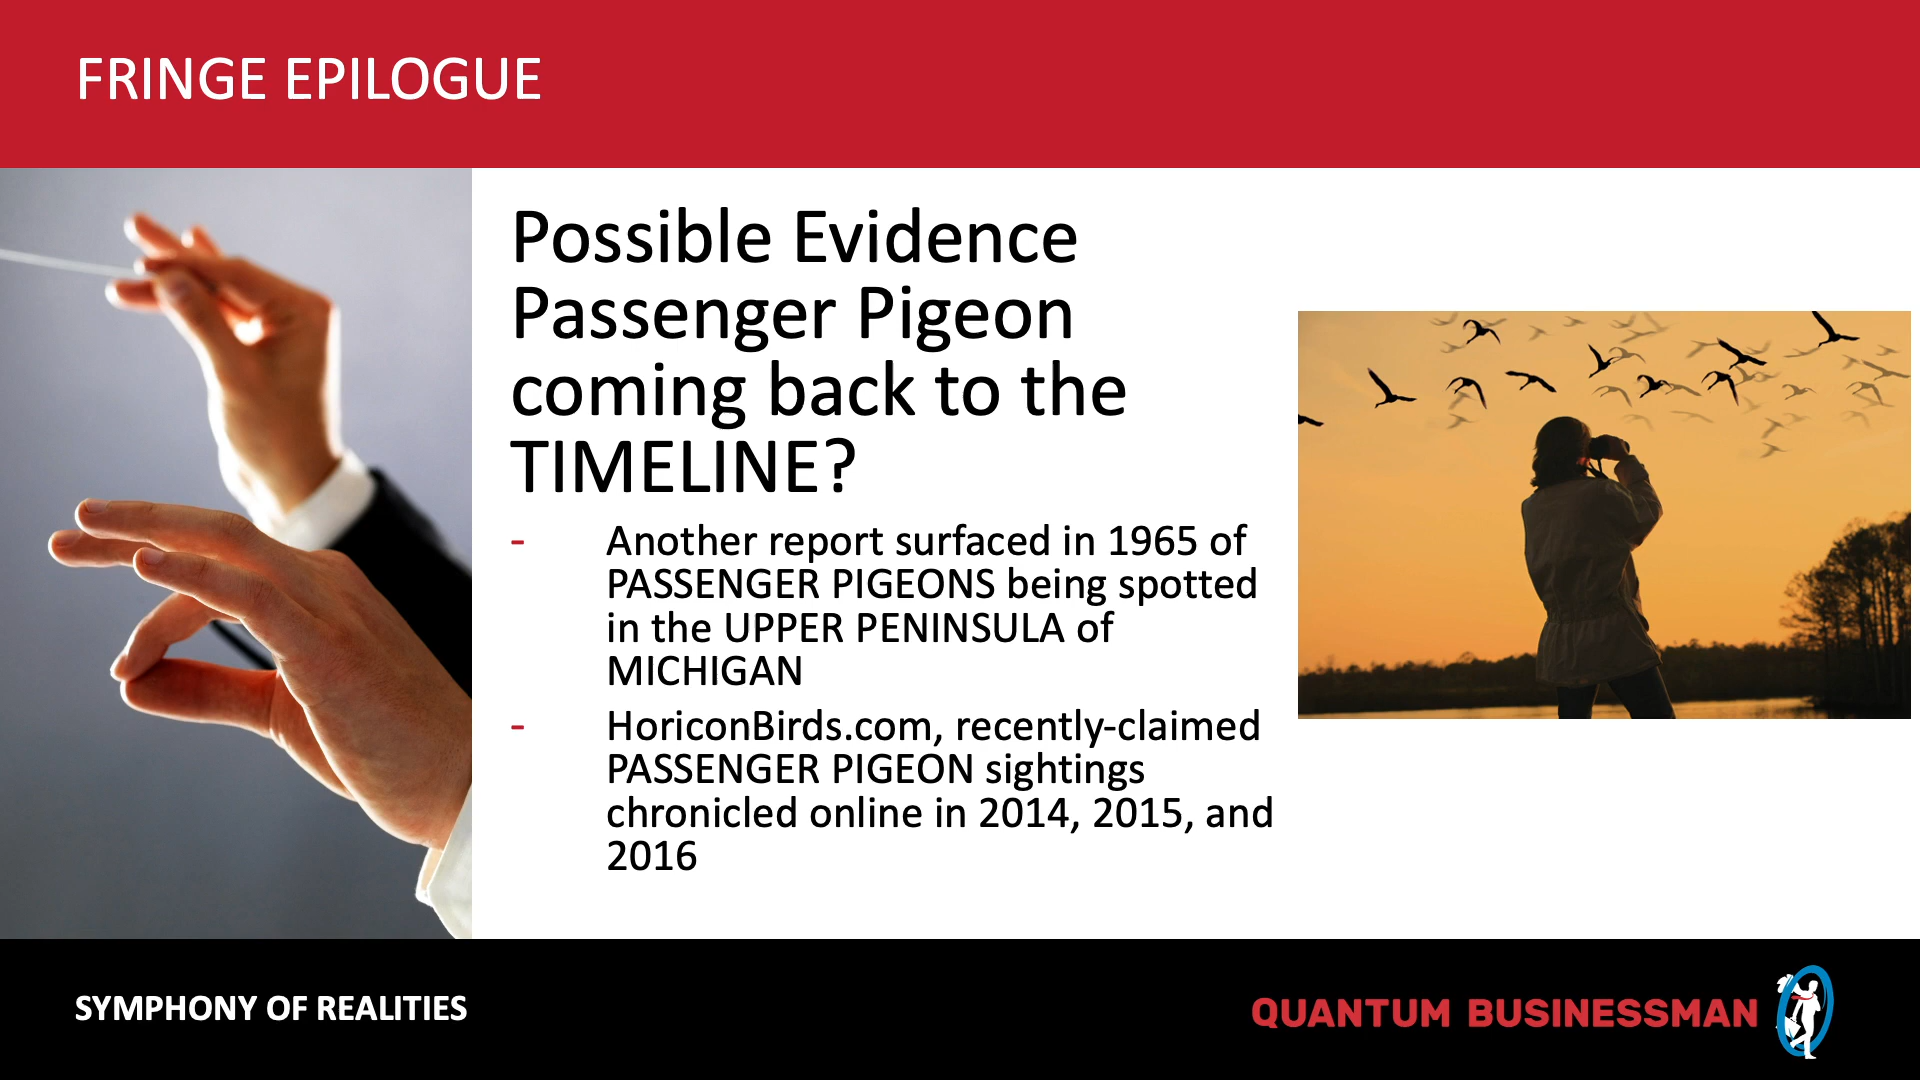 FRINGE EPILOGUE
Possible Evidence
Passenger Pigeon
coming back to the
TIMELINE?
- Another report surfaced in 1965 of
PASSENGER PIGEONS being spotted
in the UPPER PENINSULA of
MICHIGAN
- HoriconBirds.com, recently-claimed
PASSENGER PIGEON sightings
chronicled online in 2014, 2015, and
2016
SYMPHONY OF REALITIES
QUANTUM BUSINESSMAN